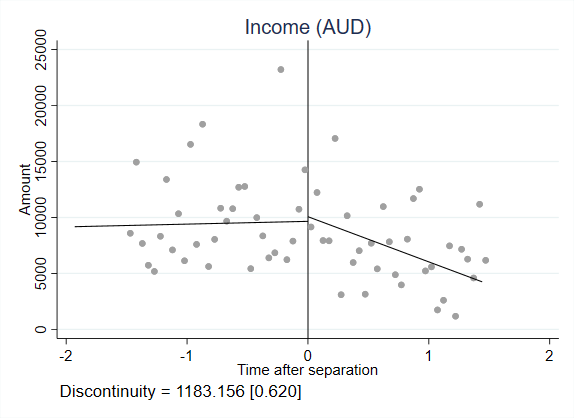 Income (AUD)
25000
20000
15000
10000
5000
0
Amount
-2 -1 0 1 2
Time after separation
Discontinuity = 1183.156 [0.620]